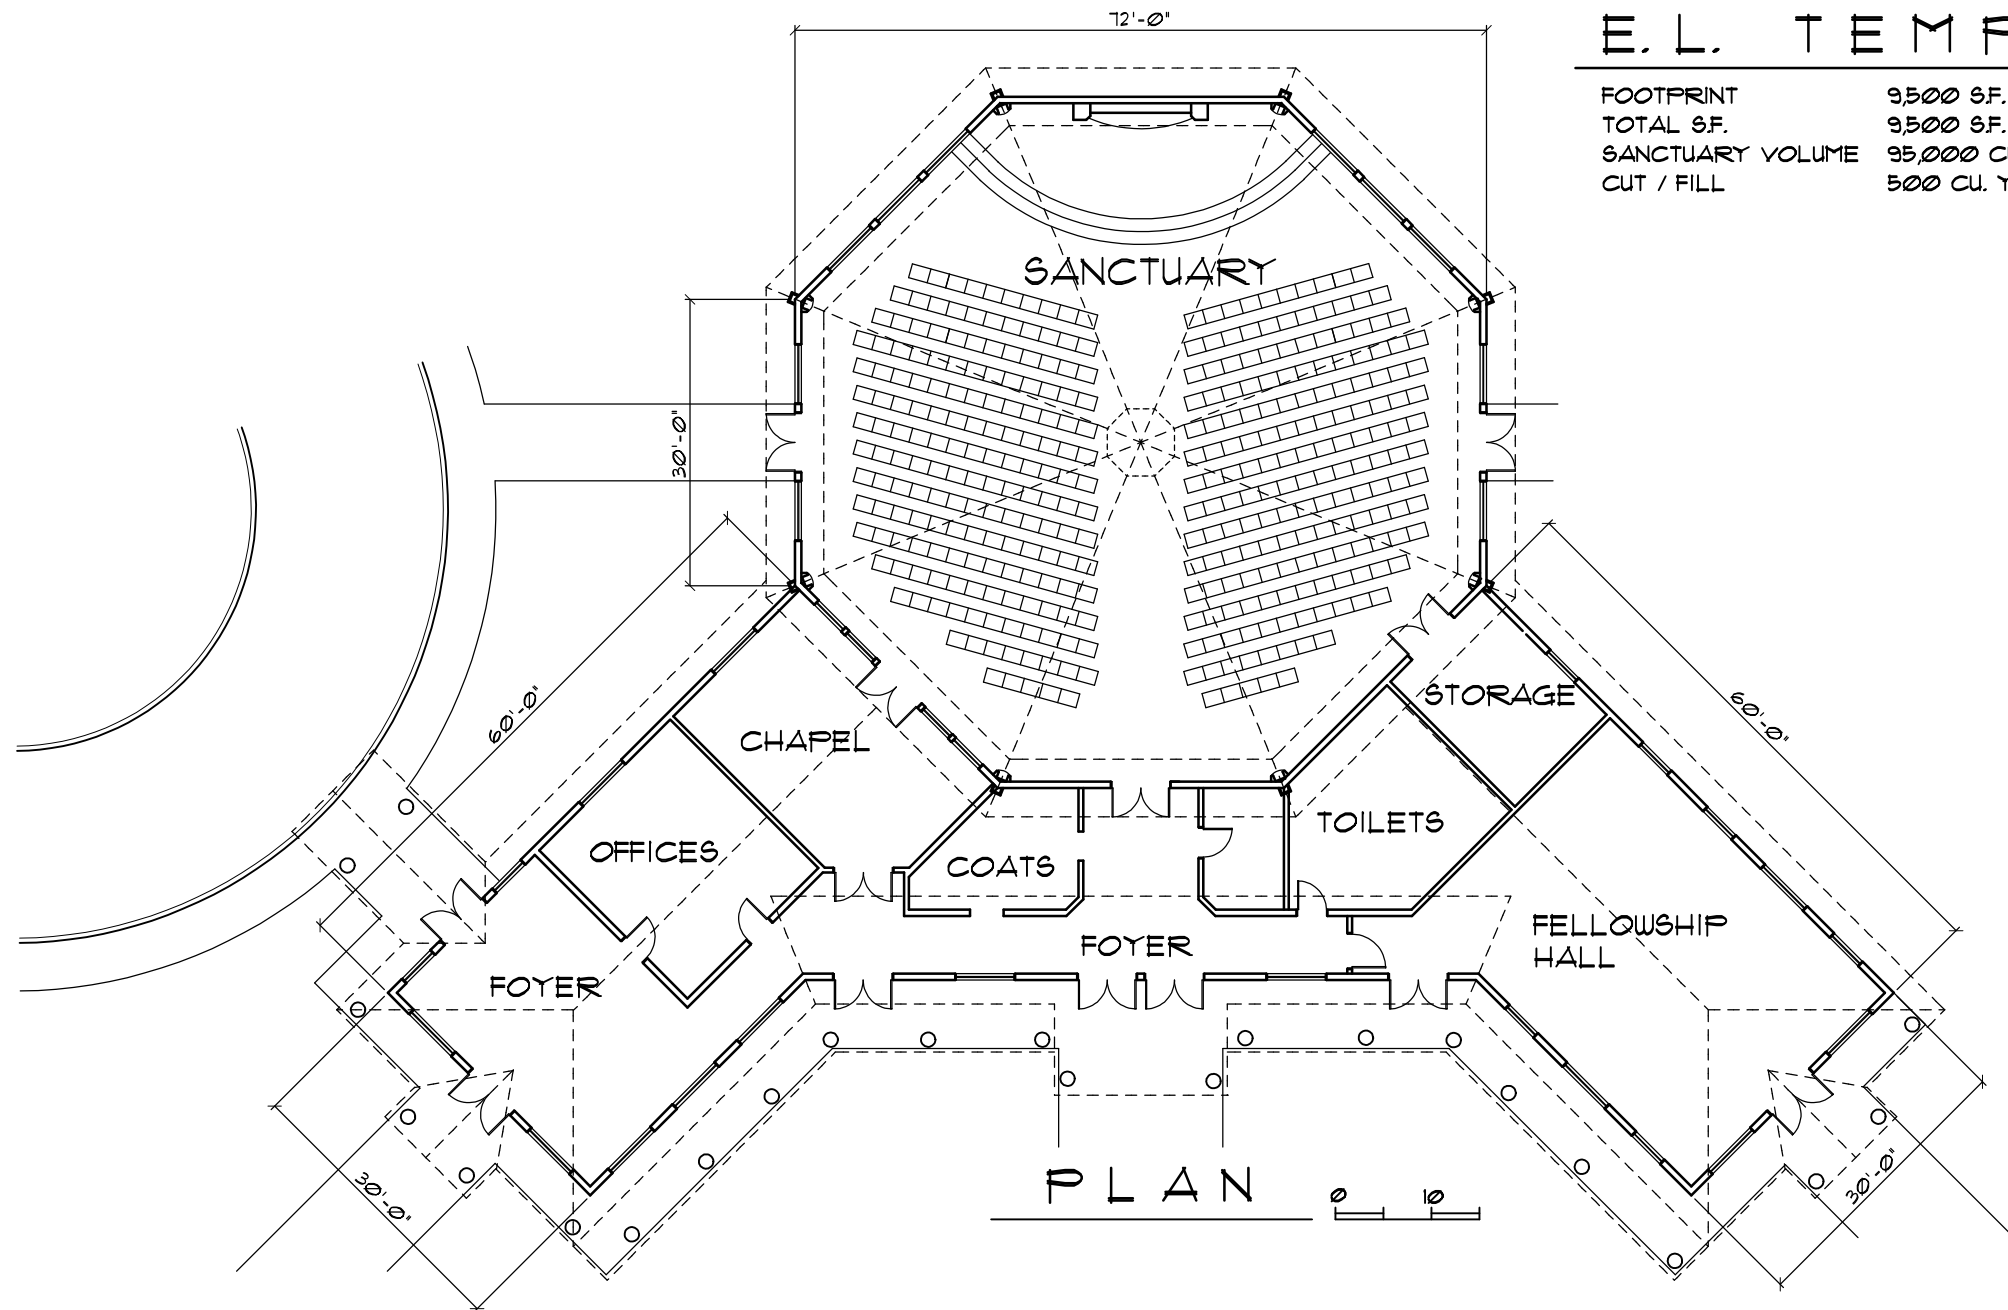 72'-0"
E. L. TEMP
FOOTPRINT 9,500 S.F.
TOTAL S.F. 9,500 S.F.
SANCTUARY VOLUME 95,000 CU
CUT / FILL 500 CU. Y
SANCTUARY
30'-0"
60'-0"
STORAGE
60'-0"
CHAPEL
TOILETS
OFFICES
COATS
FELLOWSHIP
HALL
FOYER
FOYER
PLAN
0 10
30'-0"
30'-0"